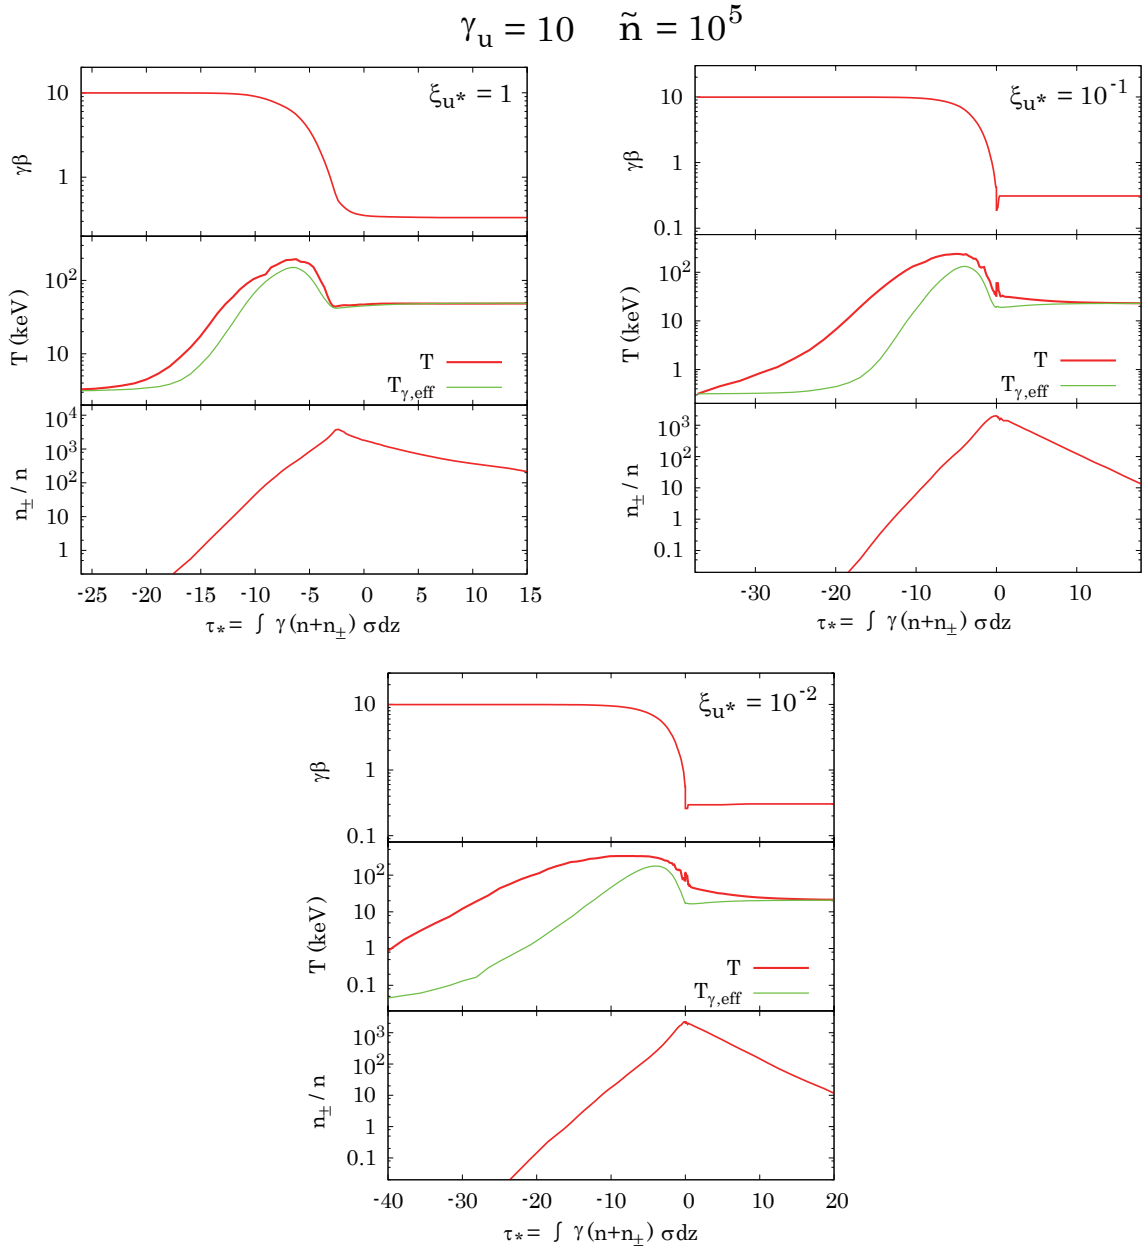 γu = 10 ñ = 10^5
ξu* = 1
γβ
10
1
T (keV)
10^2
10
T
Tγ,eff
n± / n
10^4
10^3
10^2
10
1
-25 -20 -15 -10 -5 0 5 10 15
τ* = ∫ γ(n+n±) σdz
ξu* = 10^-1
γβ
10
1
0.1
T (keV)
10^2
10
1
T
Tγ,eff
n± / n
10^3
10^2
10
1
0.1
-30 -20 -10 0 10
τ* = ∫ γ(n+n±) σdz
ξu* = 10^-2
γβ
10
1
0.1
T (keV)
10^2
10
1
0.1
T
Tγ,eff
n± / n
10^3
10^2
10
1
0.1
-40 -30 -20 -10 0 10 20
τ* = ∫ γ(n+n±) σdz